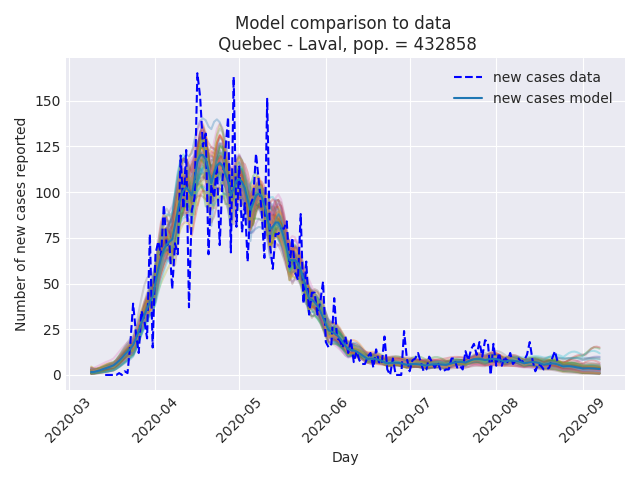 Model comparison to data
Quebec - Laval, pop. = 432858
new cases data
new cases model
Number of new cases reported
150
125
100
75
50
25
0
2020-03
2020-04
2020-05
2020-06
2020-07
2020-08
2020-09
Day